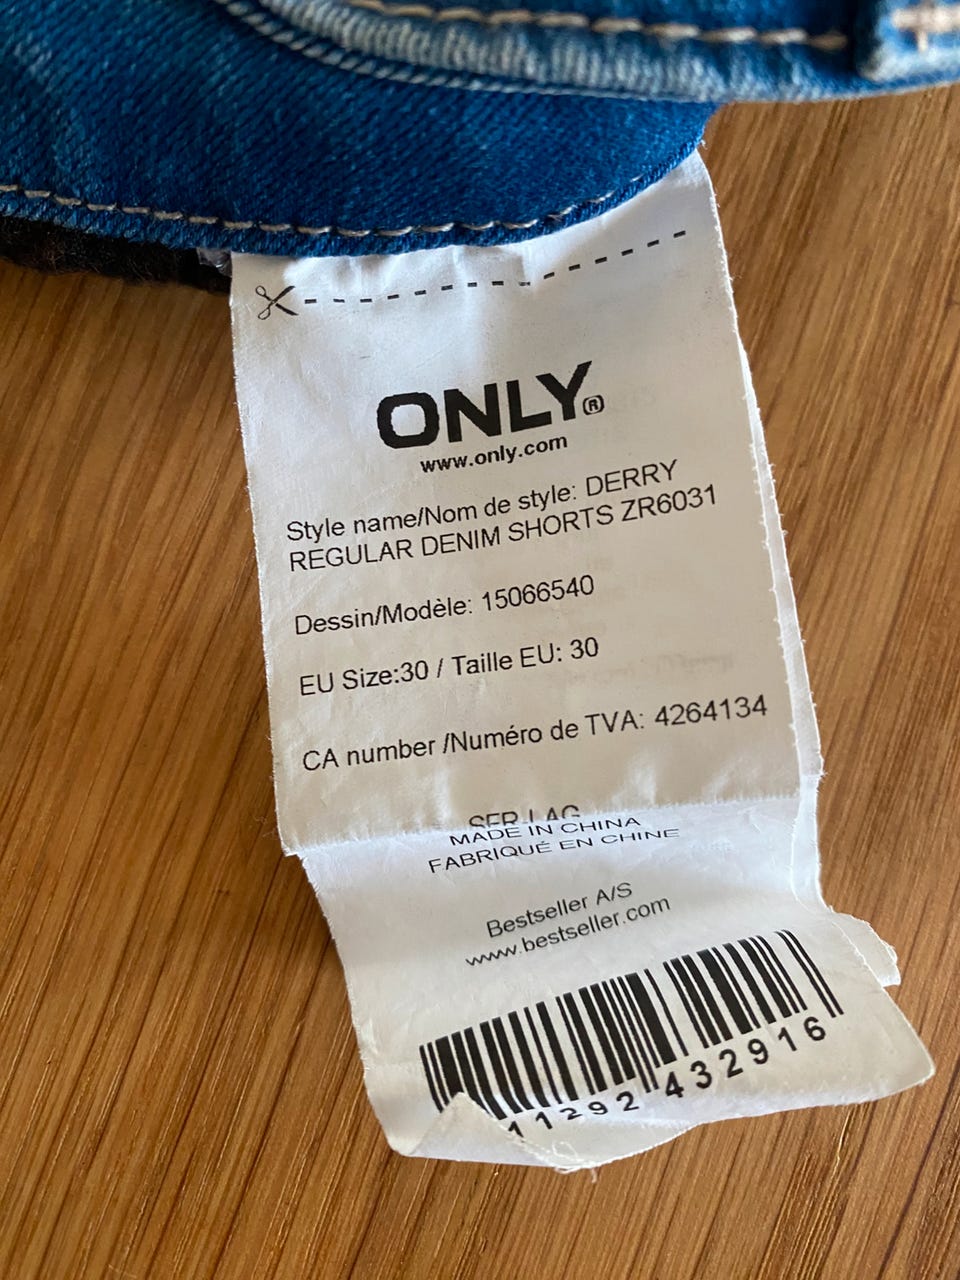 ONLY®
www.only.com
Style name/Nom de style: DERRY
REGULAR DENIM SHORTS ZR6031
Dessin/Modèle: 15066540
EU Size:30 / Taille EU: 30
CA number /Numéro de TVA: 4264134
MADE IN CHINA
FABRIQUÉ EN CHINE
Bestseller A/S
www.bestseller.com
11292 432916